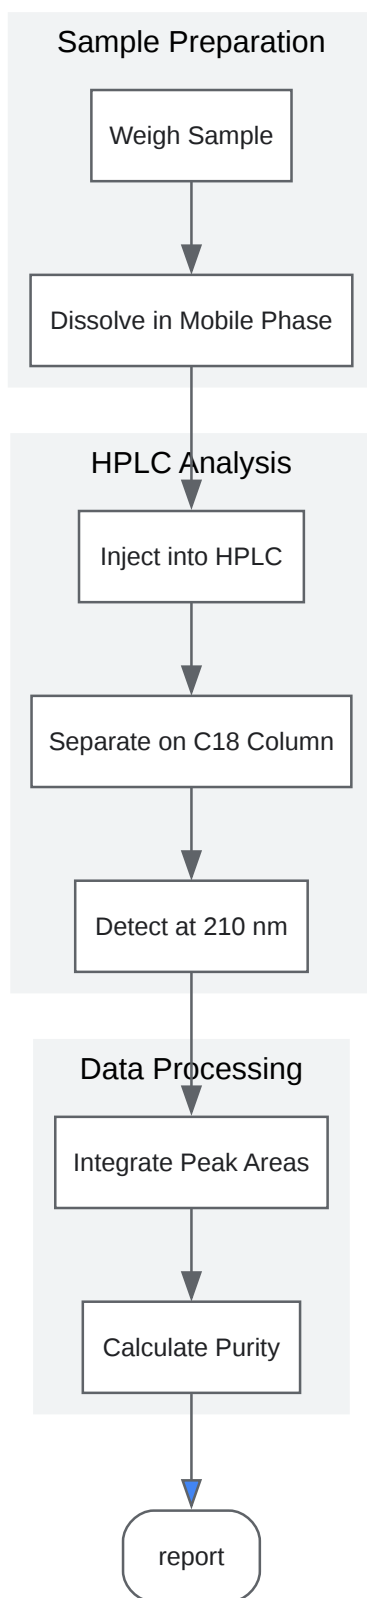 Sample Preparation
Weigh Sample
Dissolve in Mobile Phase
HPLC Analysis
Inject into HPLC
Separate on C18 Column
Detect at 210 nm
Data Processing
Integrate Peak Areas
Calculate Purity
report